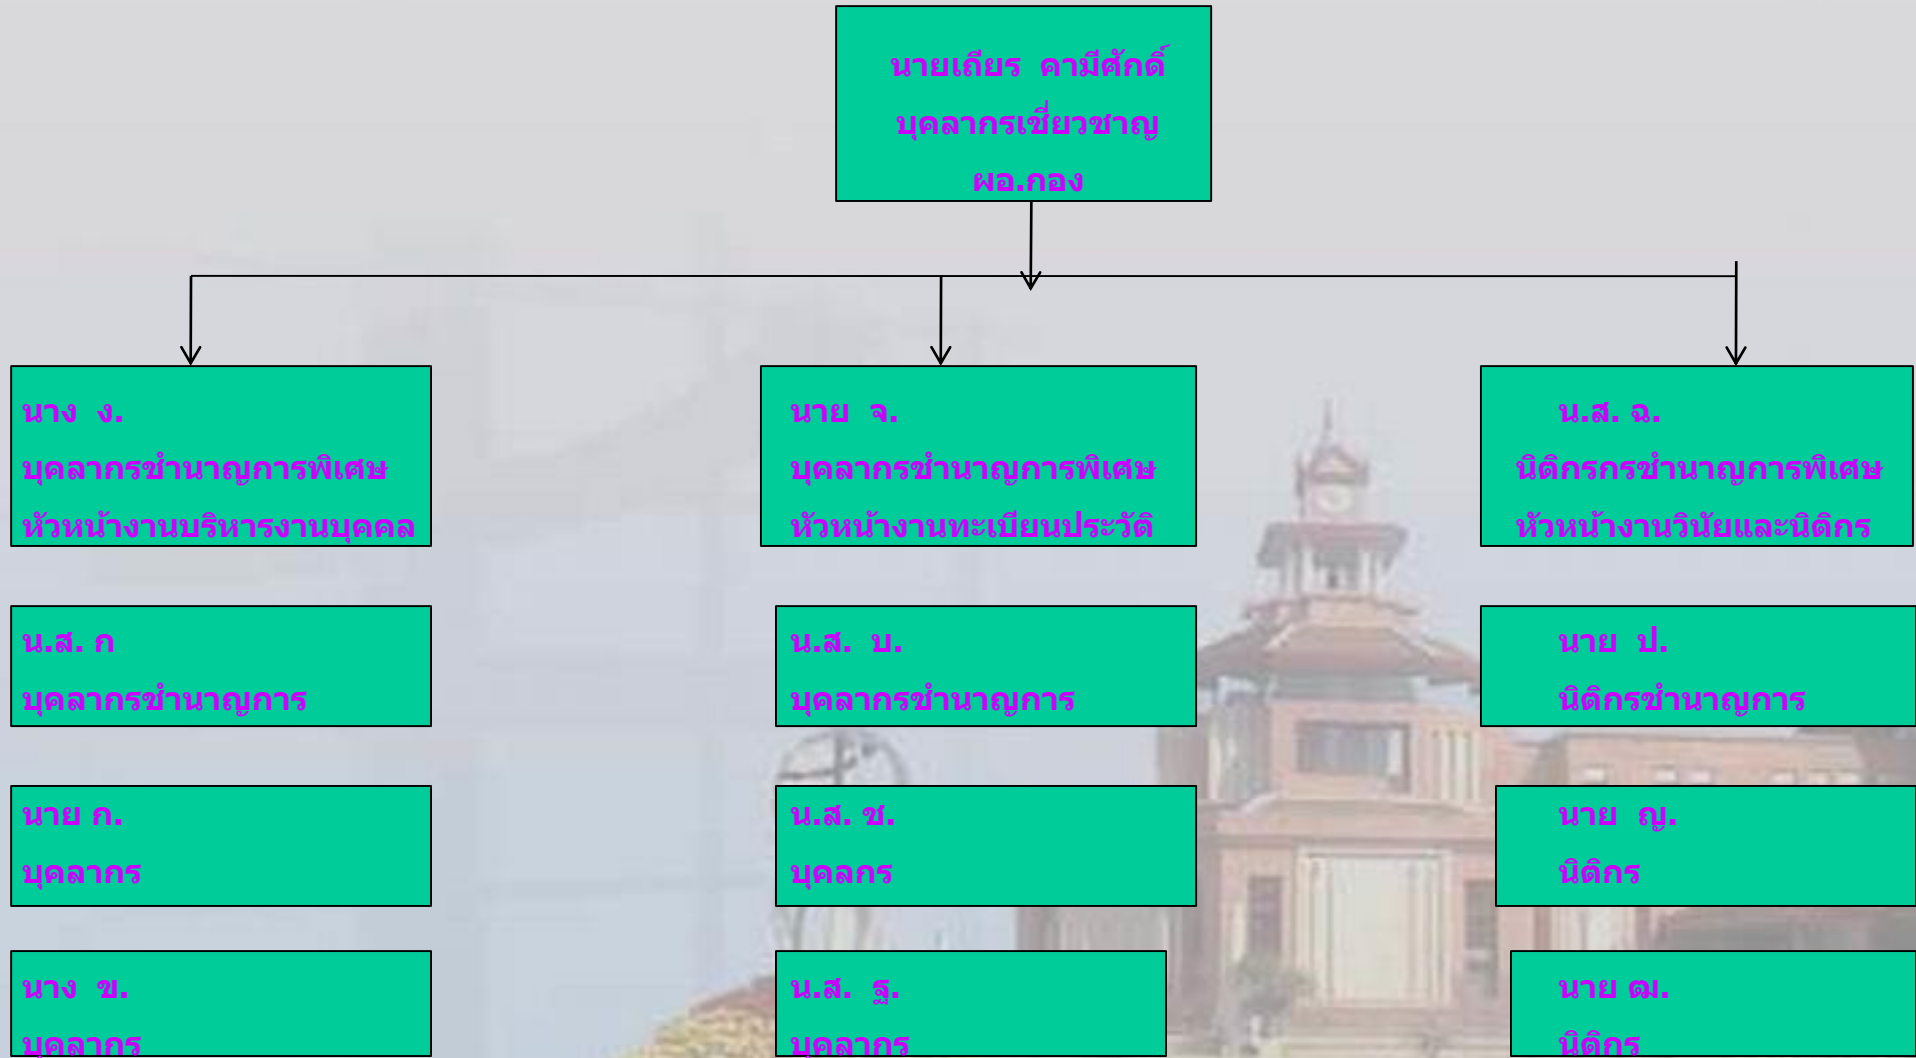 นายเถียร คามีศักดิ์
บุคลากรเชี่ยวชาญ
ผอ.กอง
นาง ง.
บุคลากรชำนาญการพิเศษ
หัวหน้างานบริหารงานบุคคล
นาย จ.
บุคลากรชำนาญการพิเศษ
หัวหน้างานทะเบียนประวัติ
น.ส. ฉ.
นิติกรกรชำนาญการพิเศษ
หัวหน้างานวินัยและนิติกร
น.ส. ก
บุคลากรชำนาญการ
น.ส. บ.
บุคลากรชำนาญการ
นาย ป.
นิติกรชำนาญการ
นาย ก.
บุคลากร
น.ส. ช.
บุคลกร
นาย ญ.
นิติกร
นาง ข.
บุคลากร
น.ส. ฐ.
บุคลากร
นาย ฒ.
นิติกร